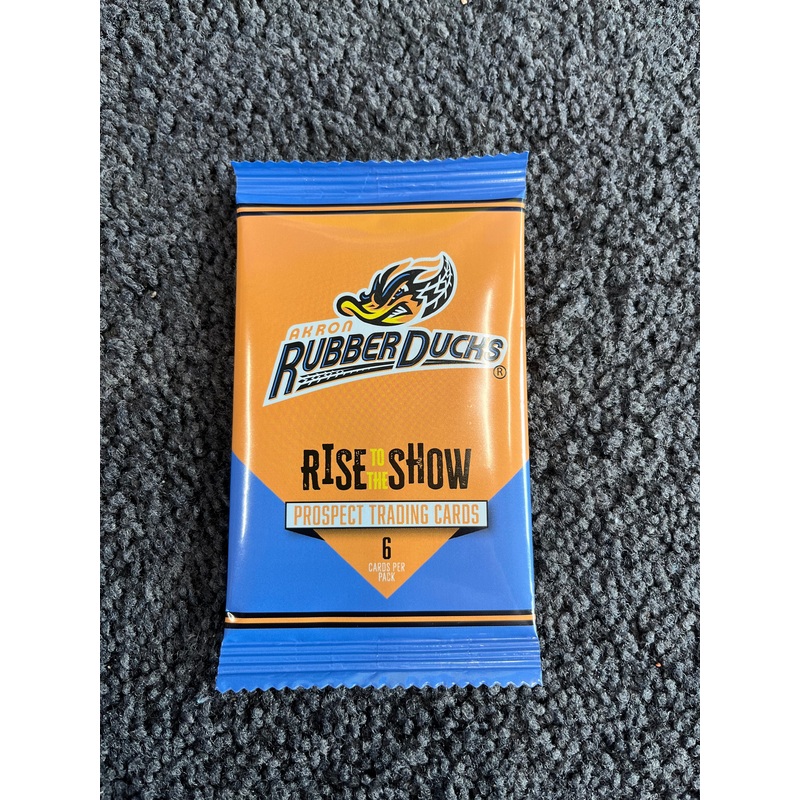 AKRON
RUBBERDUCKS
®
RISE TO THE SHOW
PROSPECT TRADING CARDS
6
CARDS PER
PACK